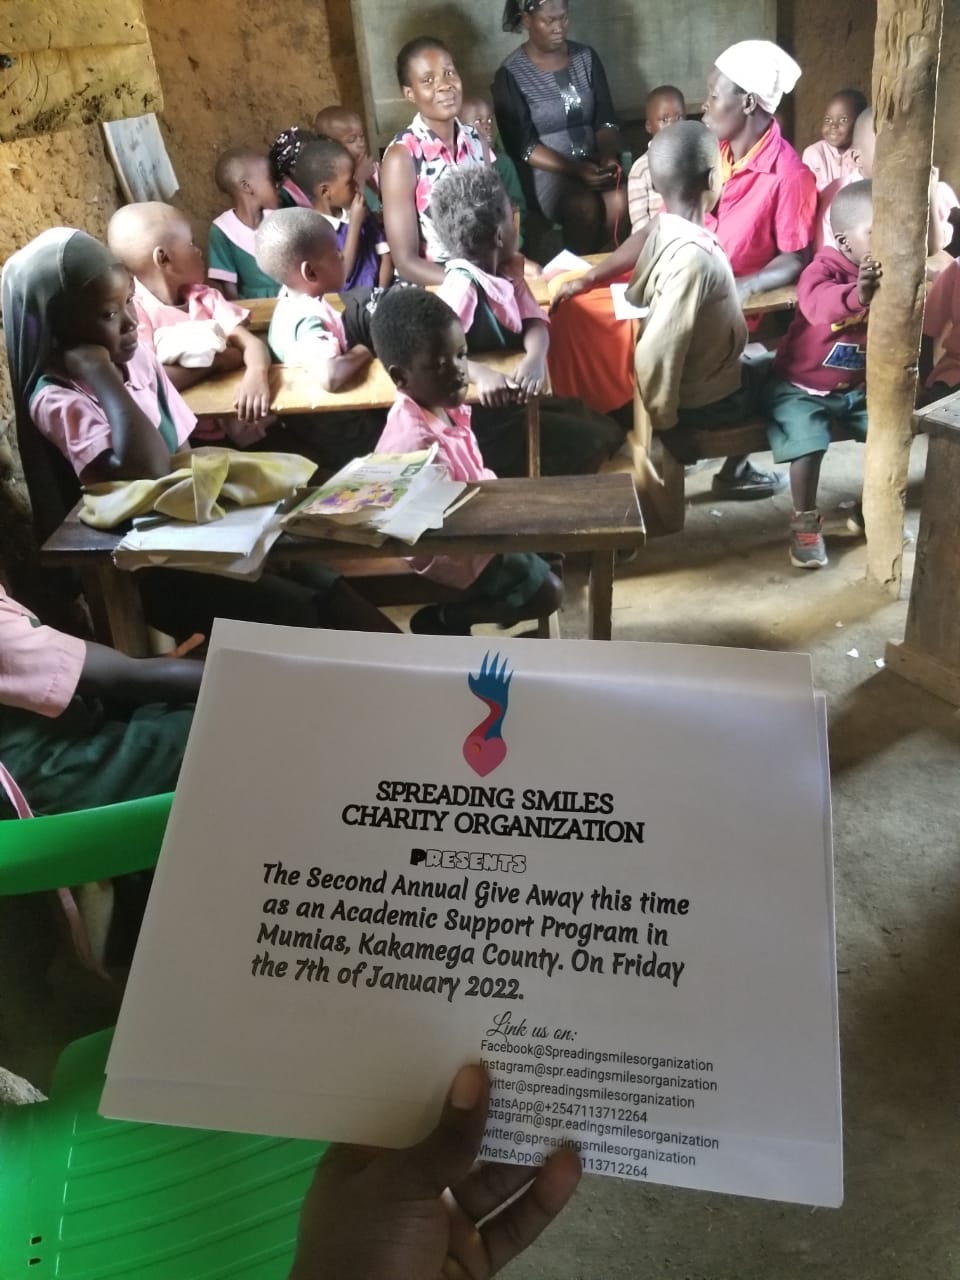 SPREADING SMILES
CHARITY ORGANIZATION
PRESENTS
The Second Annual Give Away this time
as an Academic Support Program in
Mumias, Kakamega County. On Friday
the 7th of January 2022.
Link us on:
Facebook@Spreadingsmilesorganization
Instagram@spr.eadingsmilesorganization
witter@spreadingsmilesorganization
hatsApp@+2547113712264
stagram@spr.eadingsmilesorganization
witter@spreadingsmilesorganization
WhatsApp@+ 113712264